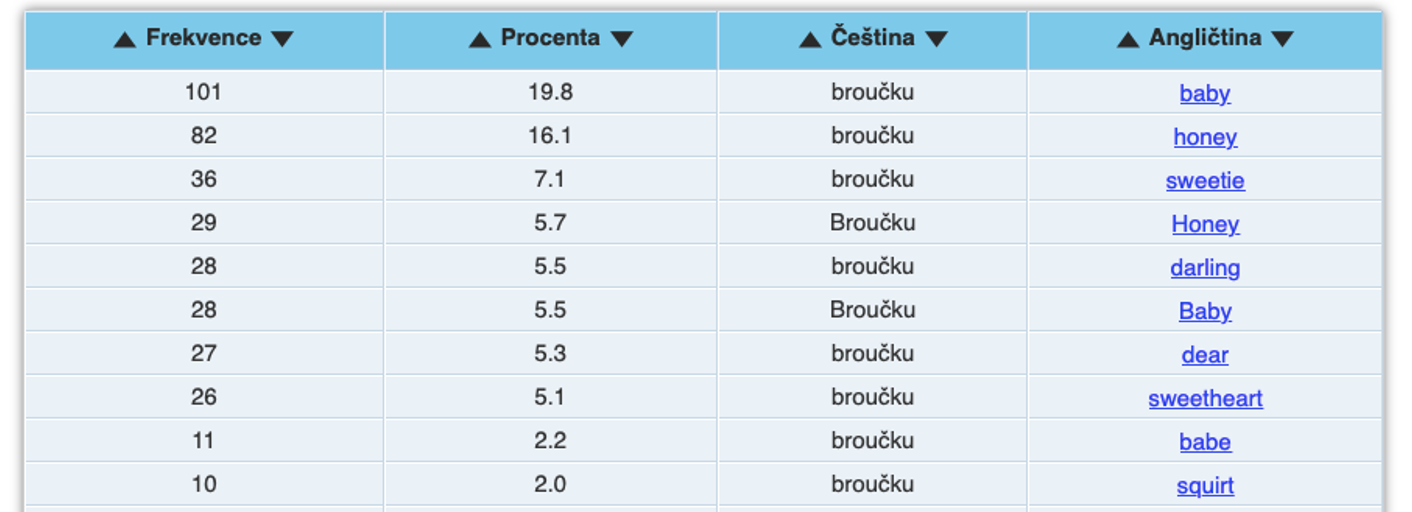 ▲ Frekvence ▼ ▲ Procenta ▼ ▲ Čeština ▼ ▲ Angličtina ▼
101 19.8 broučku baby
82 16.1 broučku honey
36 7.1 broučku sweetie
29 5.7 Broučku Honey
28 5.5 broučku darling
28 5.5 Broučku Baby
27 5.3 broučku dear
26 5.1 broučku sweetheart
11 2.2 broučku babe
10 2.0 broučku squirt